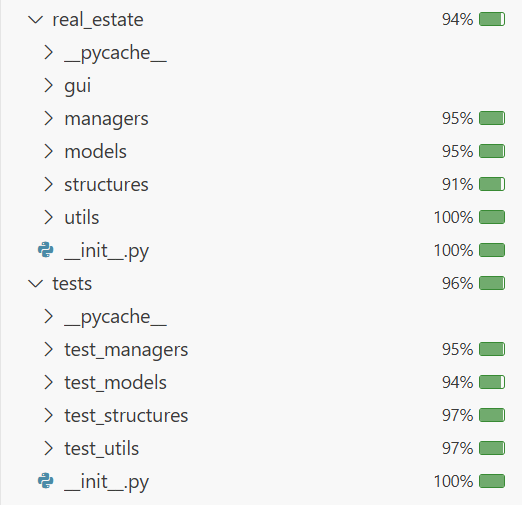 real_estate 94%
__pycache__
gui
managers 95%
models 95%
structures 91%
utils 100%
__init__.py 100%
tests 96%
__pycache__
test_managers 95%
test_models 94%
test_structures 97%
test_utils 97%
__init__.py 100%